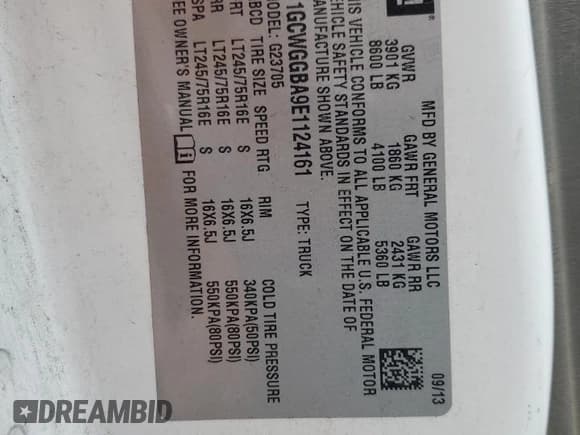 MFD BY GENERAL MOTORS LLC 09/13
GVWR GAWR FRT GAWR RR
3901 KG 1860 KG 2431 KG
8600 LB 4100 LB 5360 LB
THIS VEHICLE CONFORMS TO ALL APPLICABLE U.S. FEDERAL MOTOR
VEHICLE SAFETY STANDARDS IN EFFECT ON THE DATE OF
MANUFACTURE SHOWN ABOVE.
1GCWGGBA9E1124161 TYPE: TRUCK
MODEL: G23705
TIRE SIZE SPEED RTG RIM COLD TIRE PRESSURE
FRT LT245/75R16E S 16X6.5J 340KPA(50PSI)
RR LT245/75R16E S 16X6.5J 550KPA(80PSI)
SPA LT245/75R16E S 16X6.5J 550KPA(80PSI)
SEE OWNER'S MANUAL FOR MORE INFORMATION.
DREAMBID